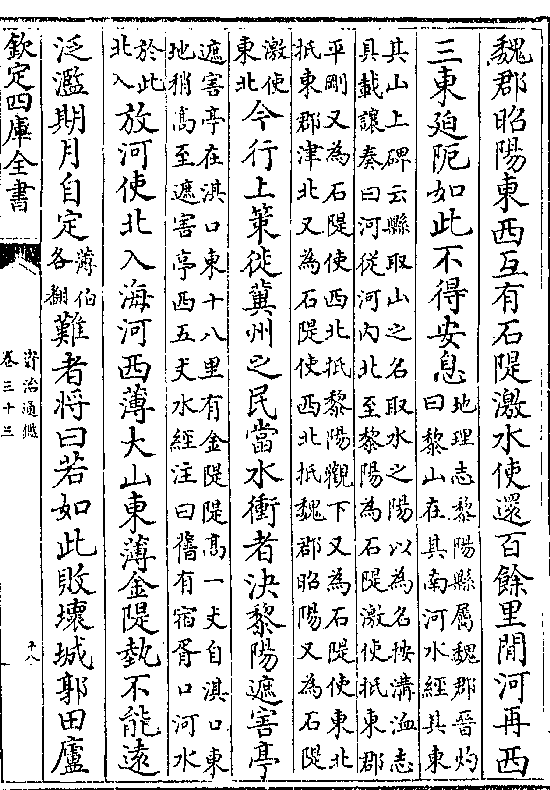 魏郡昭陽東西互有石隄激水使還百餘里間河再西
三東迫阨如此不得安息地理志黎陽縣屬魏郡晉灼
曰黎山在其南河水經其東
其山上碑云縣取山之名取水之陽以為名按溝洫志
具載讓奏曰河從河內北至黎陽為石隄激使抵東郡
平剛又為石隄使西北抵黎陽觀下又為石隄使東北
抵東郡津北又為石隄使西北抵魏郡昭陽又為石隄
激使
東北今行上策徙冀州之民當水衝者決黎陽遮害亭
遮害亭在淇口東十八里有金隄隄高一丈自淇口東
地稍高至遮害亭西五丈水經注曰舊有宿胥口河水
於此
北入放河使北入海河西薄大山東薄金隄埶不能遠
泛濫期月自定薄伯
各翻難者將曰若如此敗壞城郭田廬
欽定四庫全書
資治通鑑
卷三十三
十八